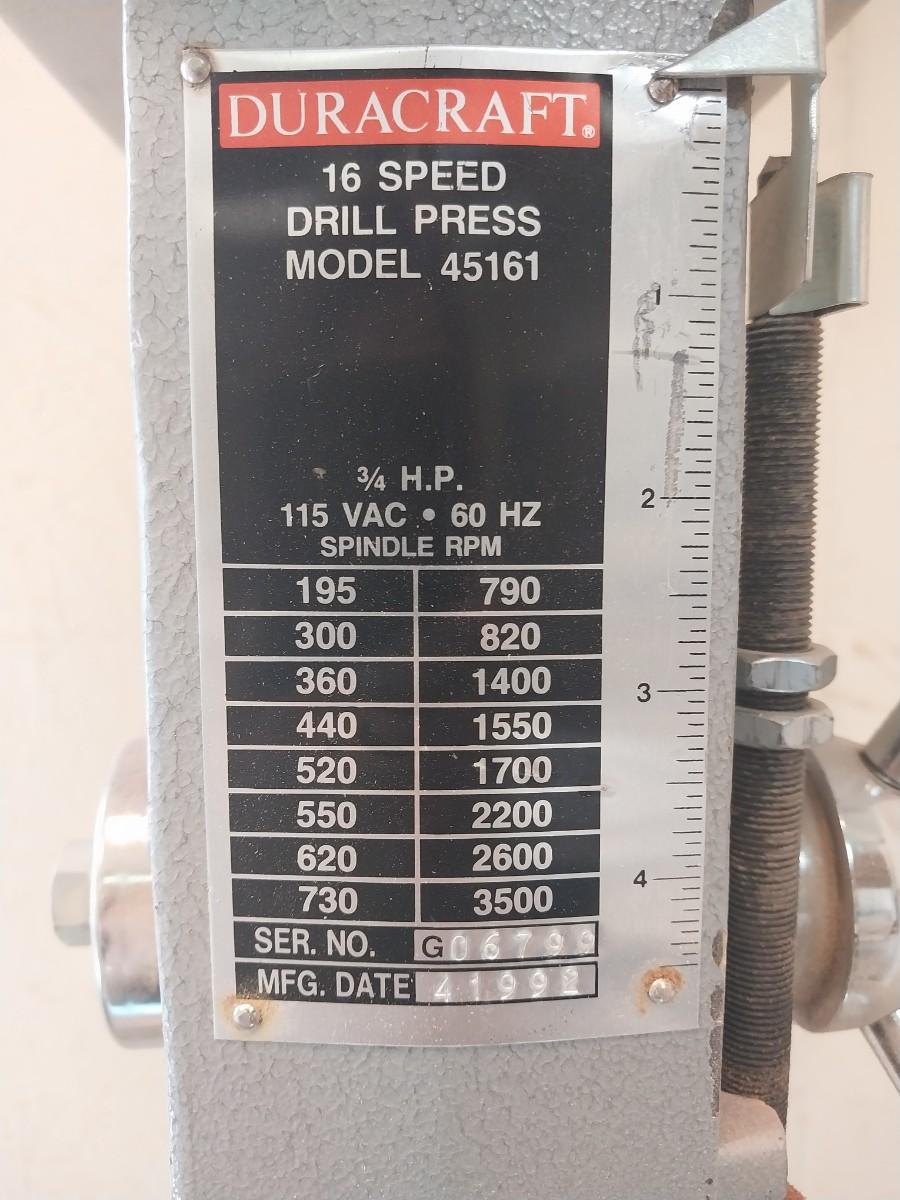 DURACRAFT®
16 SPEED
DRILL PRESS
MODEL 45161
¾ H.P.
115 VAC • 60 HZ
SPINDLE RPM
195 790
300 820
360 1400
440 1550
520 1700
550 2200
620 2600
730 3500
SER. NO. G06799
MFG. DATE 41992
1
2
3
4